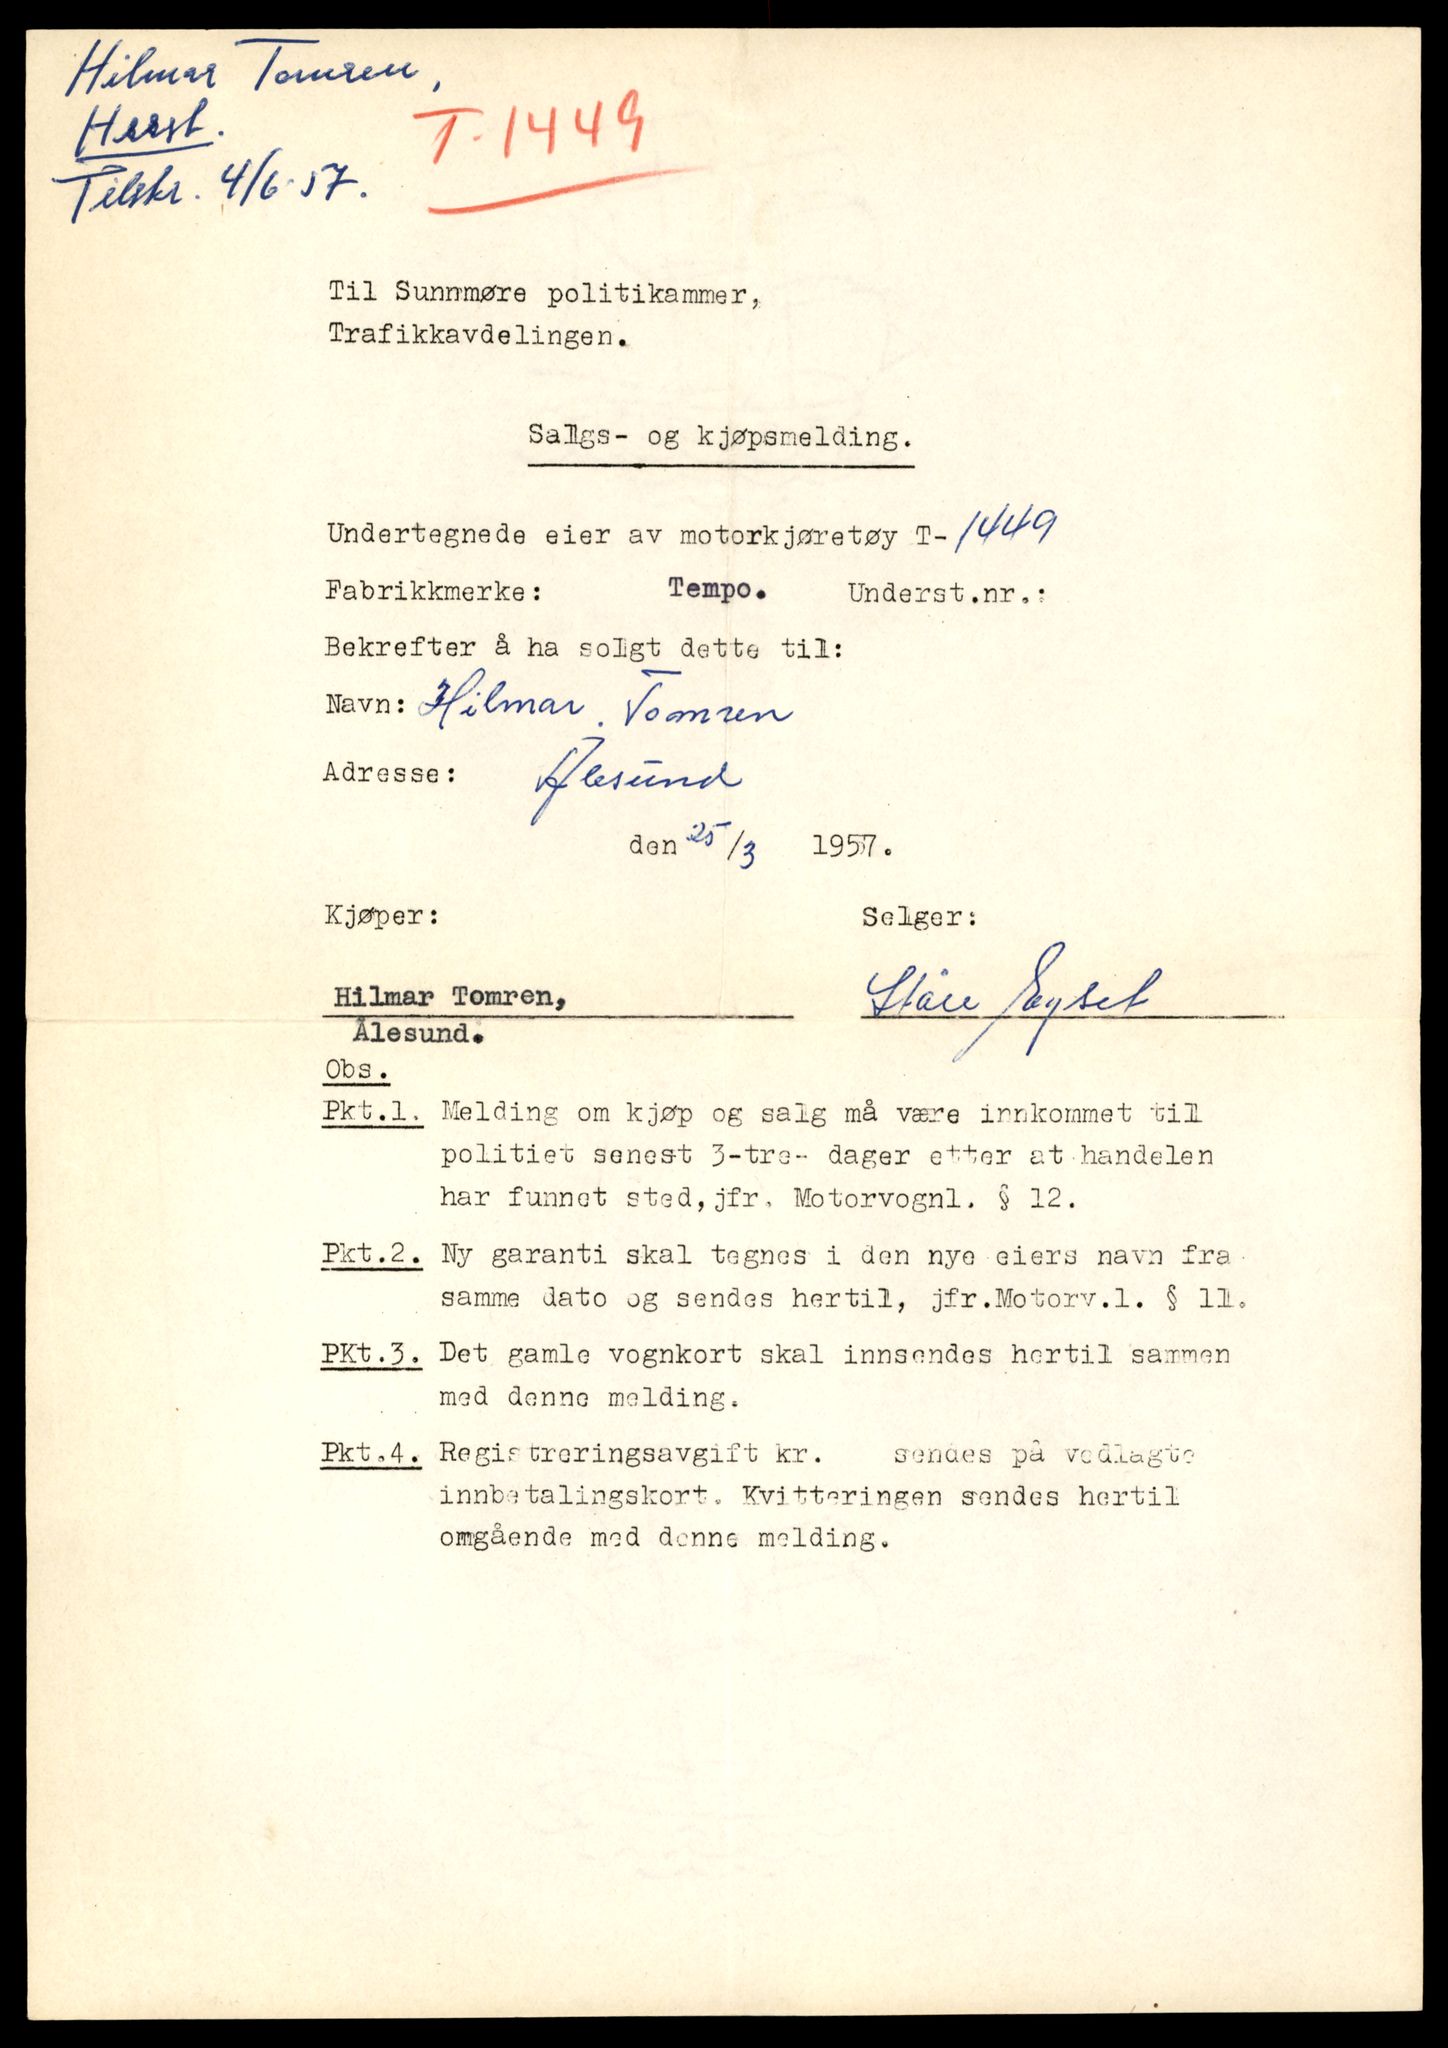 Hilmar Tomren,
T-1449
Tilskr. 4/6-57.
Til Sunnmøre politikammer,
Trafikkavdelingen.
Salgs- og kjøpsmelding.
Undertegnede eier av motorkjøretøy T-1449
Fabrikkmerke: Tempo. Underst.nr.:
Bekrefter å ha solgt dette til:
Navn: Hilmar Tomren
Adresse: Ålesund
den 25/3 1957.
Kjøper: Selger:
Hilmar Tomren,
Ålesund.
Obs.
Pkt.1. Melding om kjøp og salg må være innkommet til
politiet senest 3-tre- dager etter at handelen
har funnet sted, jfr. Motorvognl. § 12.
Pkt.2. Ny garanti skal tegnes i den nye eiers navn fra
samme dato og sendes hertil, jfr.Motorv.l. § 11.
PKt.3. Det gamle vognkort skal innsendes hertil sammen
med denne melding.
Pkt.4. Registreringsavgift kr. sendes på vedlagte
innbetalingskort. Kvitteringen sendes hertil
omgående med denne melding.